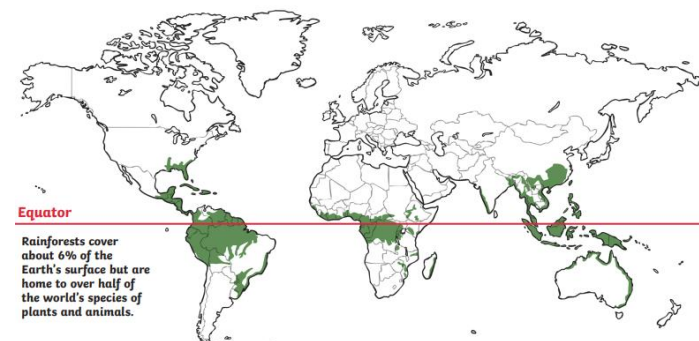 Equator
Rainforests cover
about 6% of the
Earth's surface but are
home to over half of
the world's species of
plants and animals.